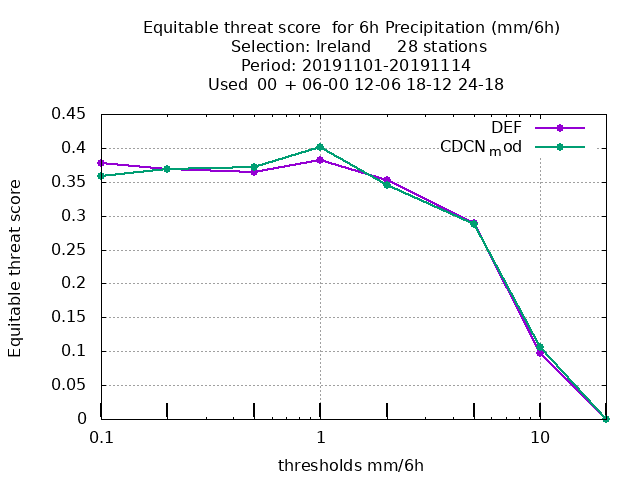 Equitable threat score  for 6h Precipitation (mm/6h)
Selection: Ireland     28 stations
Period: 20191101-20191114
Used  00  + 06-00 12-06 18-12 24-18
0.45
0.4
0.35
0.3
0.25
0.2
0.15
0.1
0.05
0
Equitable threat score
DEF
CDCNmod
0.1
1
10
thresholds mm/6h